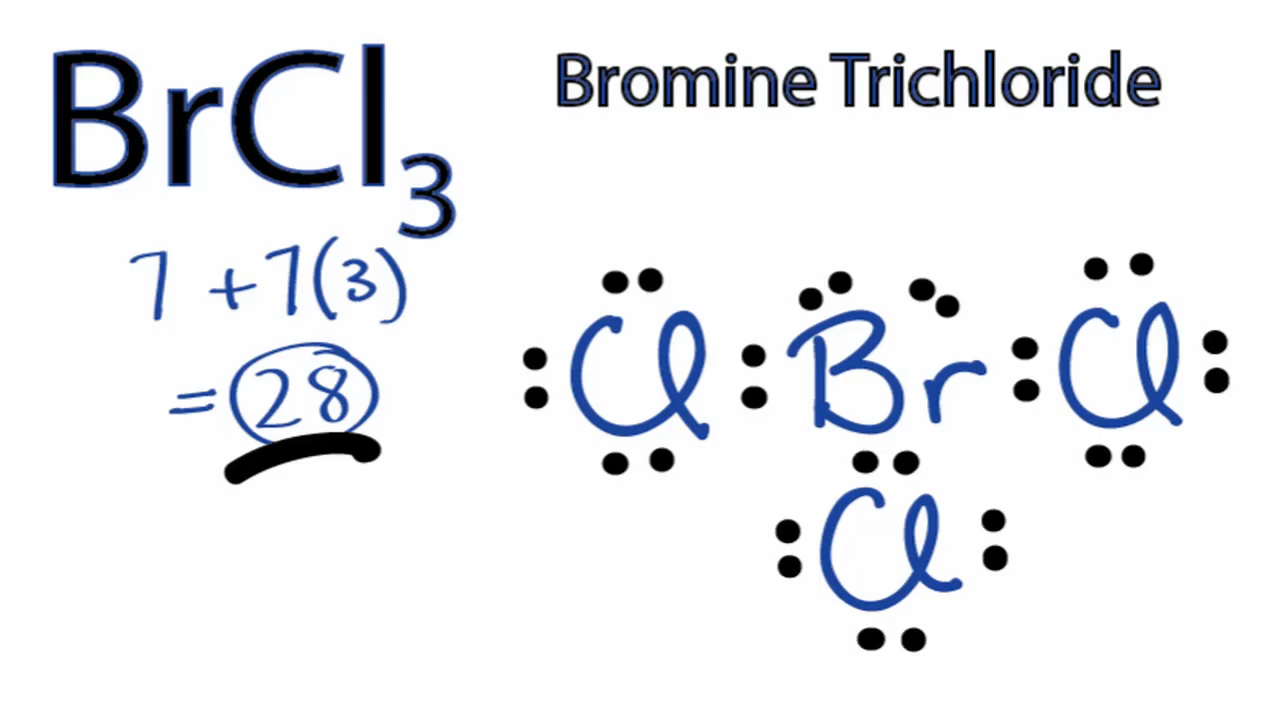 BrCl₃
Bromine Trichloride
7 + 7(3)
= 28
Cl Br Cl
Cl